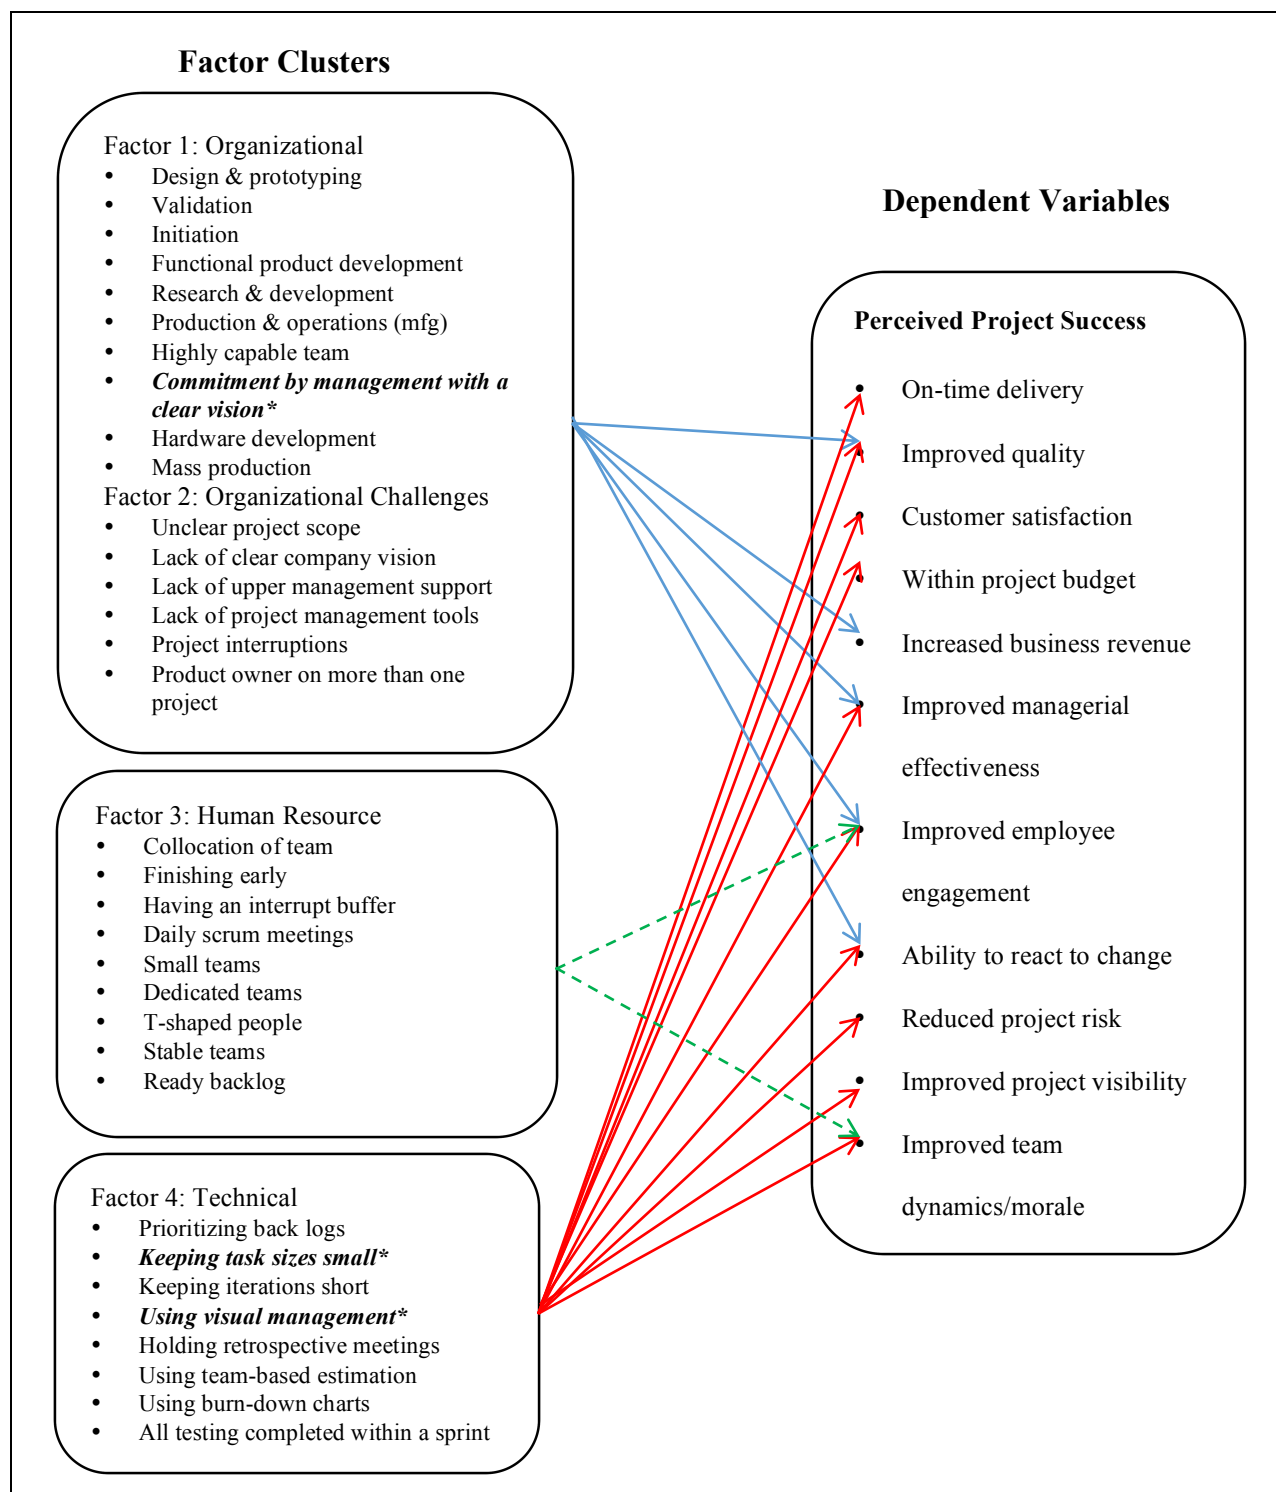 Factor Clusters
Factor 1: Organizational
• Design & prototyping
• Validation
• Initiation
• Functional product development
• Research & development
• Production & operations (mfg)
• Highly capable team
• Commitment by management with a
clear vision*
• Hardware development
• Mass production
Factor 2: Organizational Challenges
• Unclear project scope
• Lack of clear company vision
• Lack of upper management support
• Lack of project management tools
• Project interruptions
• Product owner on more than one
project
Factor 3: Human Resource
• Collocation of team
• Finishing early
• Having an interrupt buffer
• Daily scrum meetings
• Small teams
• Dedicated teams
• T-shaped people
• Stable teams
• Ready backlog
Factor 4: Technical
• Prioritizing back logs
• Keeping task sizes small*
• Keeping iterations short
• Using visual management*
• Holding retrospective meetings
• Using team-based estimation
• Using burn-down charts
• All testing completed within a sprint
Dependent Variables
Perceived Project Success
• On-time delivery
• Improved quality
• Customer satisfaction
• Within project budget
• Increased business revenue
• Improved managerial
effectiveness
• Improved employee
engagement
• Ability to react to change
• Reduced project risk
• Improved project visibility
• Improved team
dynamics/morale